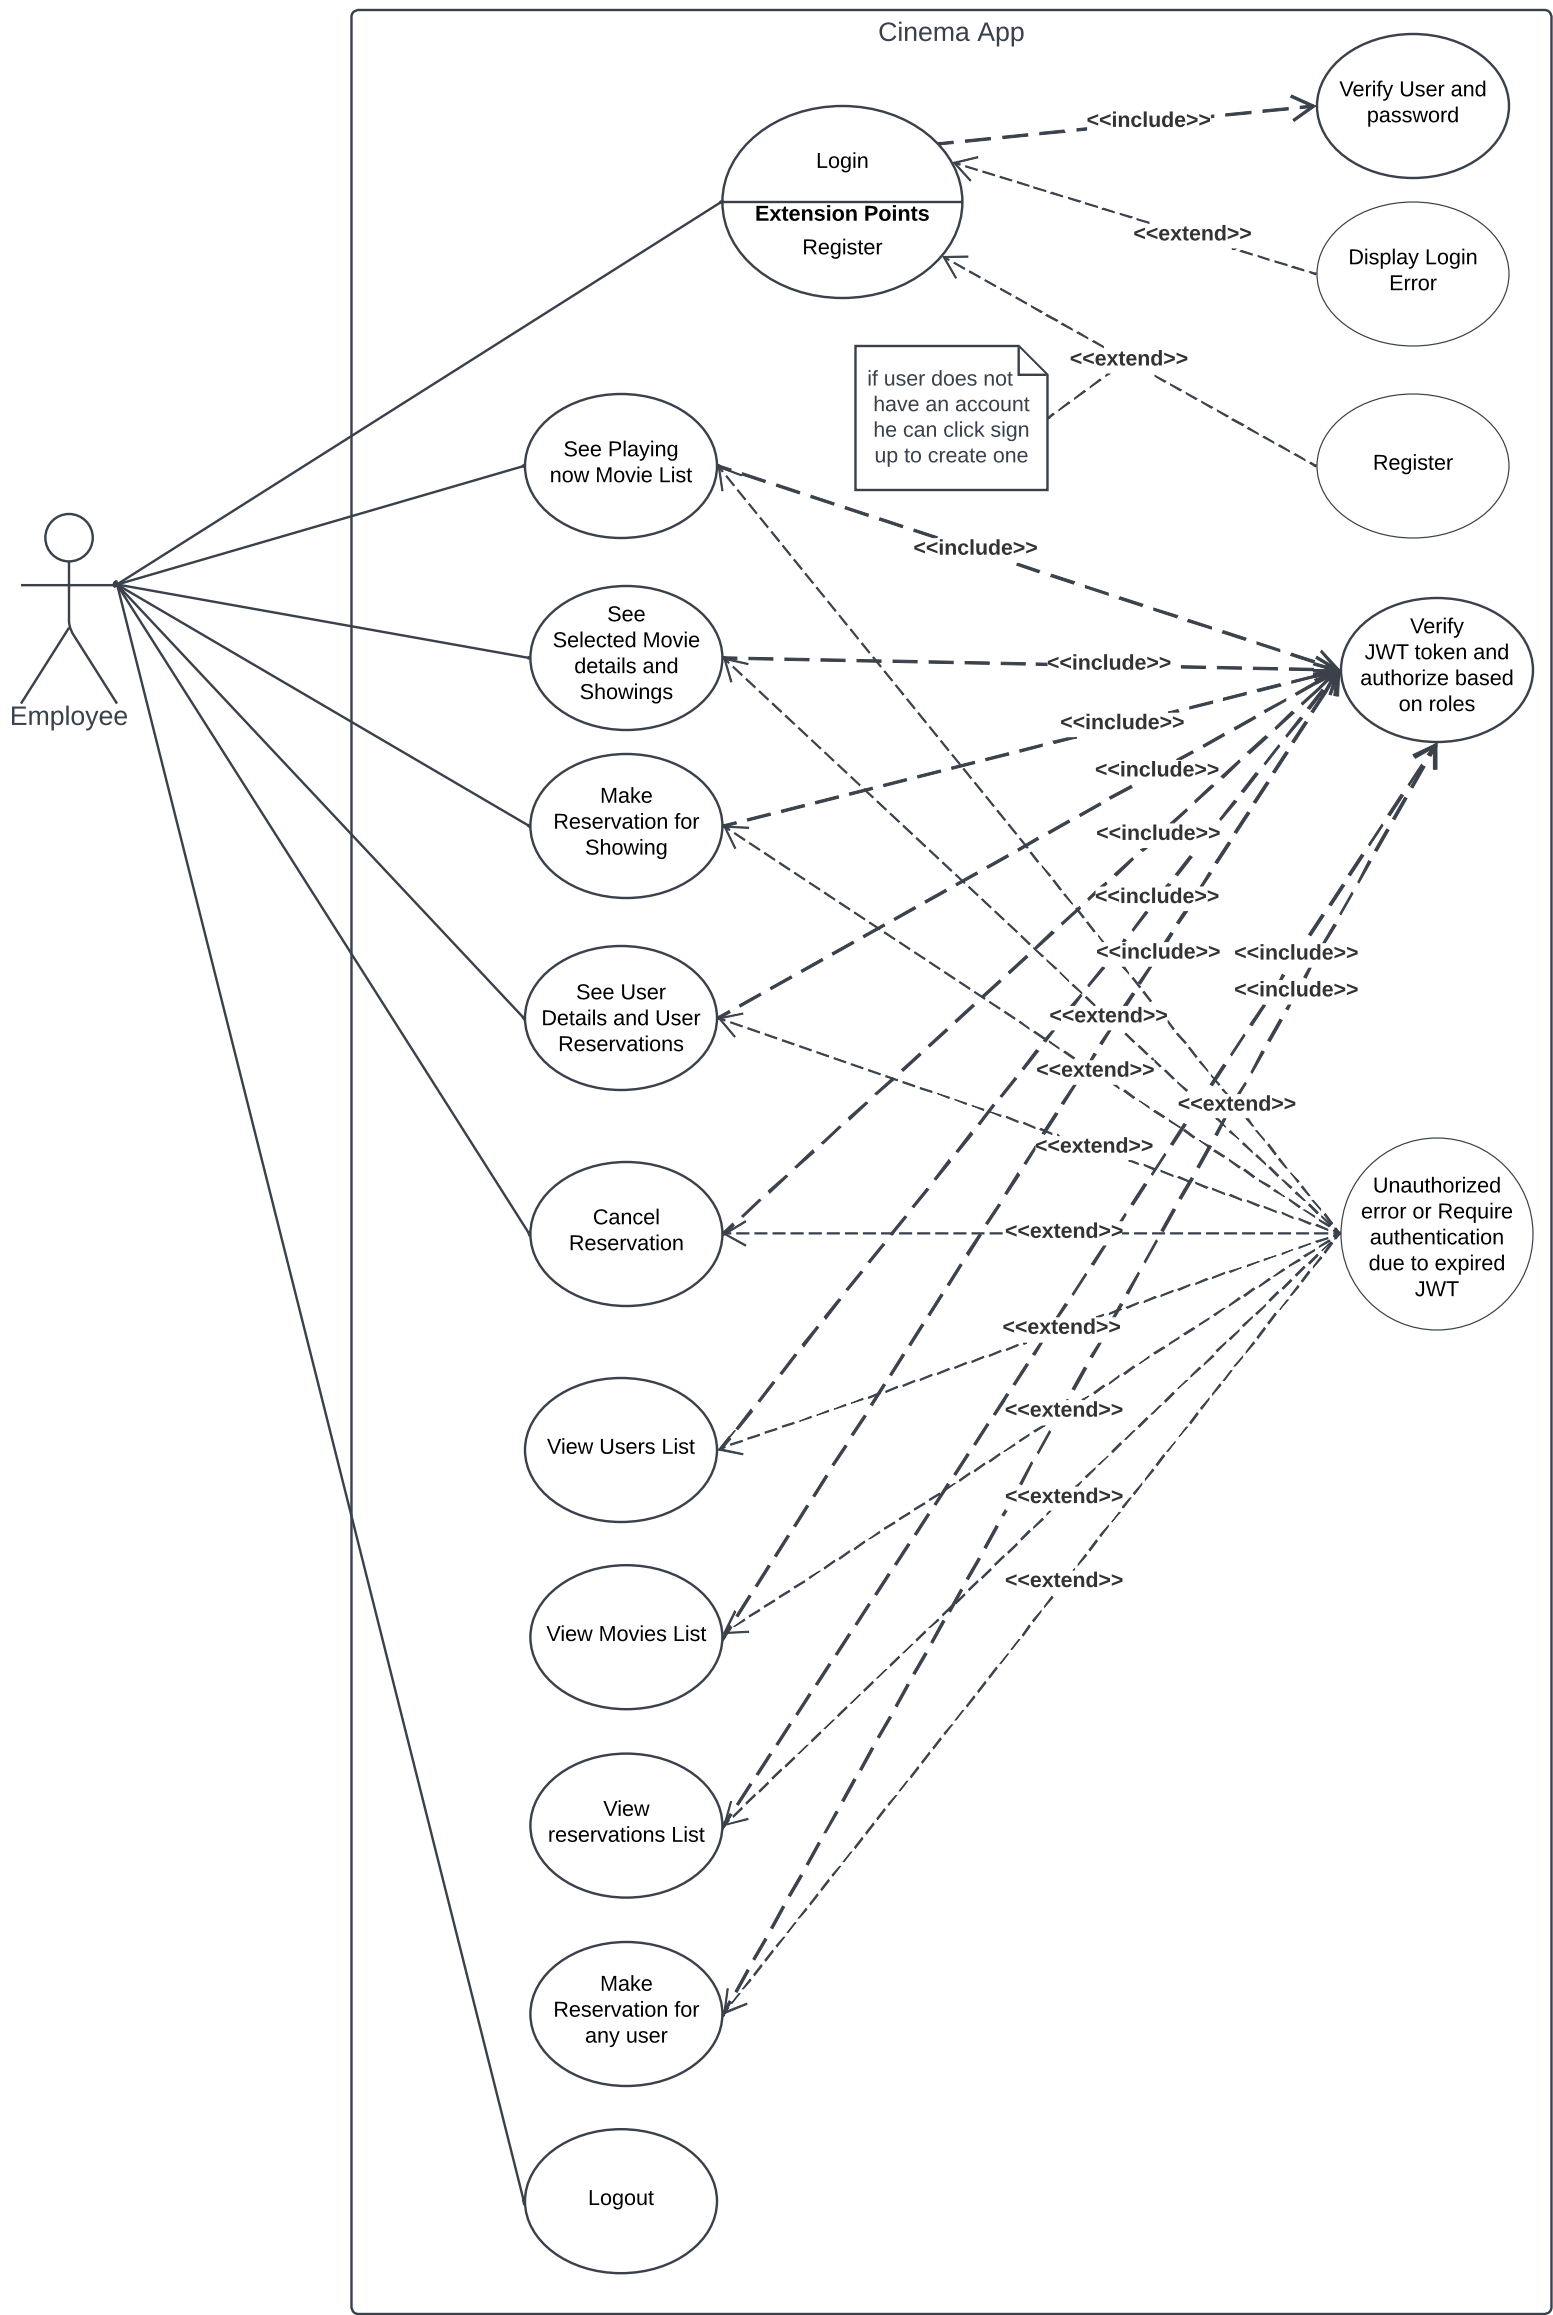 Cinema App
Verify User and
password
<<include>>
Login
Extension Points
Register
<<extend>>
Display Login
Error
<<extend>>
if user does not
have an account
he can click sign
up to create one
Register
See Playing
now Movie List
<<include>>
Employee
See
Selected Movie
details and
Showings
<<include>>
Verify
JWT token and
authorize based
on roles
<<include>>
<<include>>
Make
Reservation for
Showing
<<include>>
<<include>>
<<include>>
<<include>>
<<include>>
See User
Details and User
Reservations
<<extend>>
<<extend>>
<<extend>>
<<extend>>
Cancel
Reservation
<<extend>>
Unauthorized
error or Require
authentication
due to expired
JWT
<<extend>>
<<extend>>
View Users List
<<extend>>
<<extend>>
View Movies List
View
reservations List
Make
Reservation for
any user
Logout